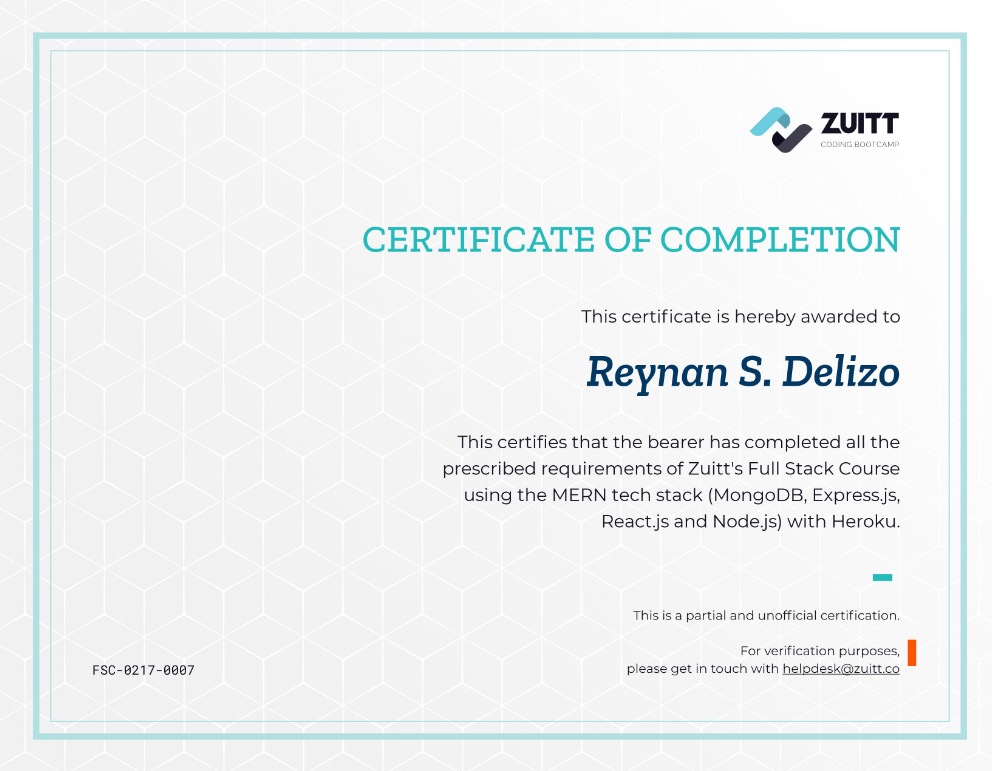 ZUITT
CODING BOOTCAMP
CERTIFICATE OF COMPLETION
This certificate is hereby awarded to
Reynan S. Delizo
This certifies that the bearer has completed all the
prescribed requirements of Zuitt's Full Stack Course
using the MERN tech stack (MongoDB, Express.js,
React.js and Node.js) with Heroku.
This is a partial and unofficial certification.
For verification purposes,
please get in touch with helpdesk@zuitt.co
FSC-0217-0007